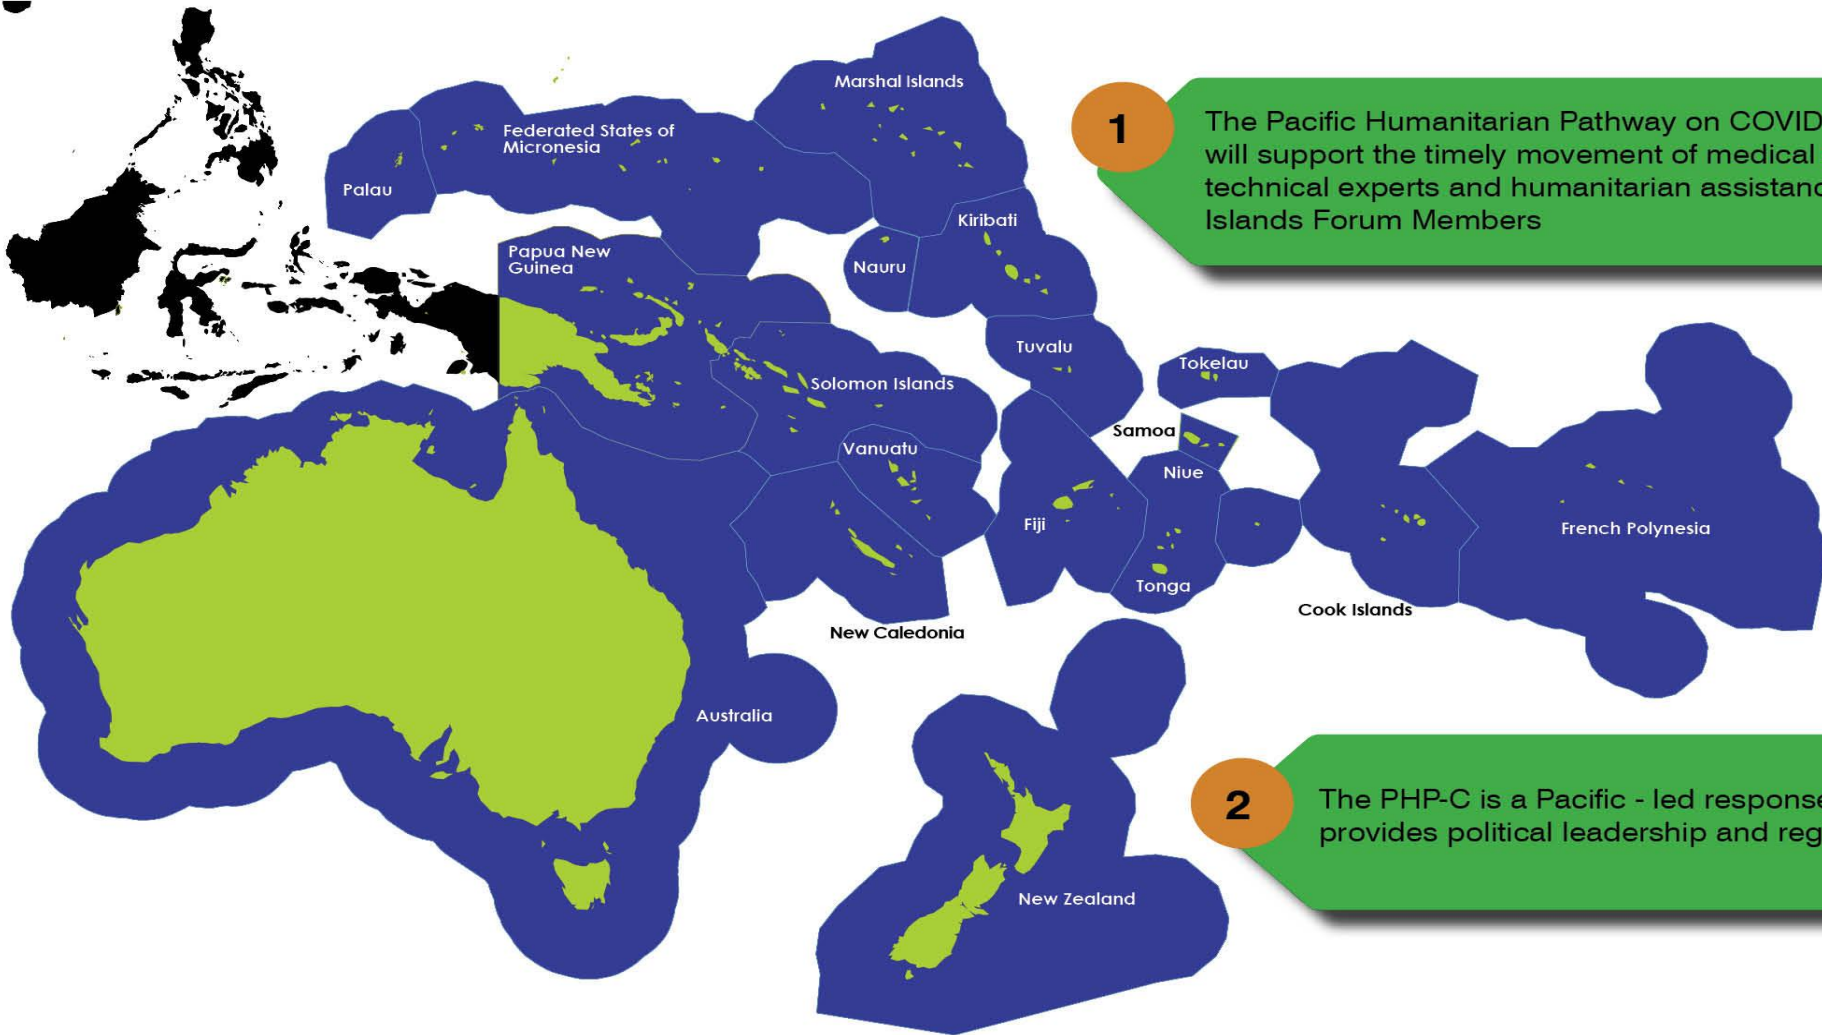 Marshal Islands
Federated States of
Micronesia
Palau
Kiribati
Nauru
Papua New
Guinea
Tuvalu
Tokelau
Solomon Islands
Samoa
Vanuatu
Niue
Fiji
French Polynesia
Tonga
Cook Islands
New Caledonia
Australia
New Zealand
1
The Pacific Humanitarian Pathway on COVID
will support the timely movement of medical
technical experts and humanitarian assistanc
Islands Forum Members
2
The PHP-C is a Pacific - led response
provides political leadership and reg